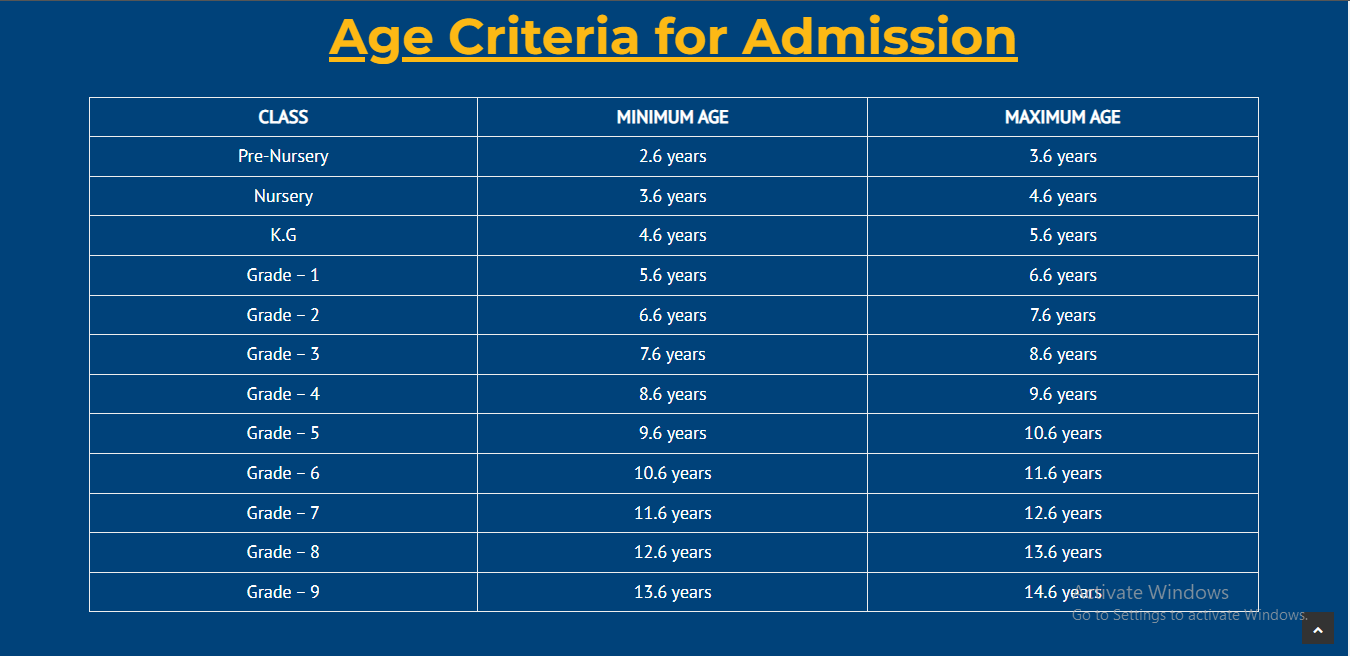 Age Criteria for Admission
CLASS MINIMUM AGE MAXIMUM AGE
Pre-Nursery 2.6 years 3.6 years
Nursery 3.6 years 4.6 years
K.G 4.6 years 5.6 years
Grade – 1 5.6 years 6.6 years
Grade – 2 6.6 years 7.6 years
Grade – 3 7.6 years 8.6 years
Grade – 4 8.6 years 9.6 years
Grade – 5 9.6 years 10.6 years
Grade – 6 10.6 years 11.6 years
Grade – 7 11.6 years 12.6 years
Grade – 8 12.6 years 13.6 years
Grade – 9 13.6 years 14.6 years
Activate Windows
Go to Settings to activate Windows.